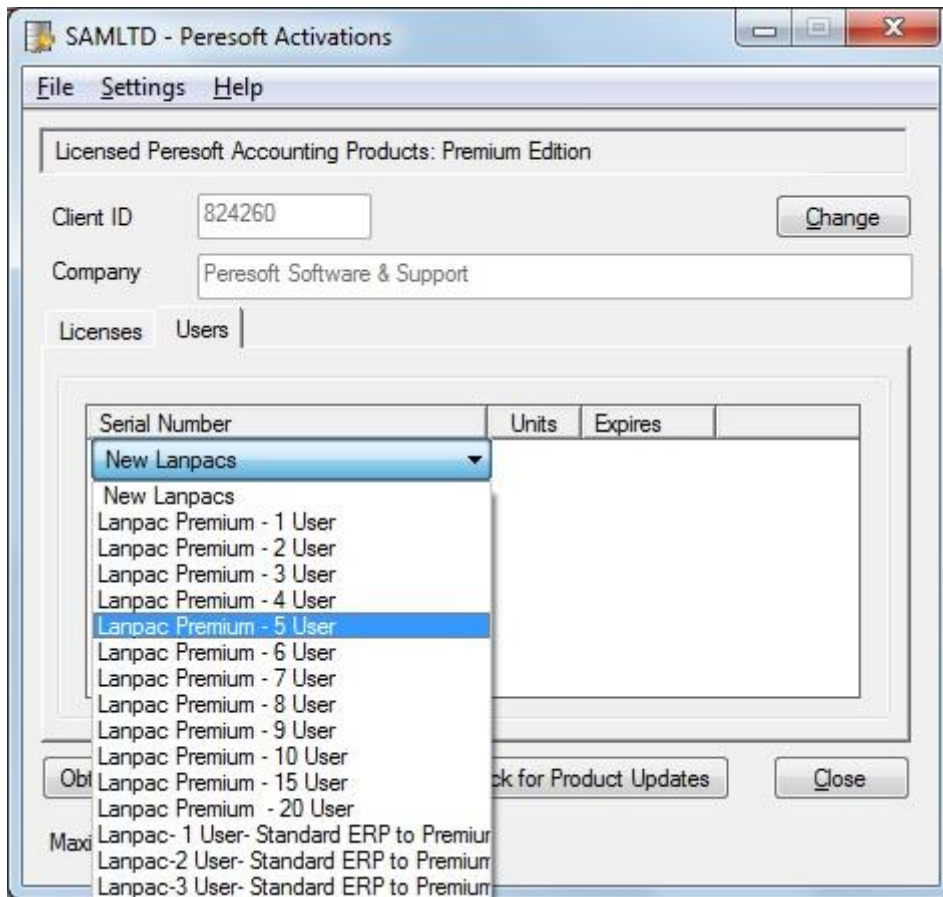 SAMLTD - Peresoft Activations
File Settings Help
Licensed Peresoft Accounting Products: Premium Edition
Client ID 824260 Change
Company Peresoft Software & Support
Licenses Users
Serial Number Units Expires
New Lanpacs
New Lanpacs
Lanpac Premium - 1 User
Lanpac Premium - 2 User
Lanpac Premium - 3 User
Lanpac Premium - 4 User
Lanpac Premium - 5 User
Lanpac Premium - 6 User
Lanpac Premium - 7 User
Lanpac Premium - 8 User
Lanpac Premium - 9 User
Lanpac Premium - 10 User
Lanpac Premium - 15 User
Lanpac Premium - 20 User
Lanpac- 1 User- Standard ERP to Premium
Lanpac-2 User- Standard ERP to Premium
Lanpac-3 User- Standard ERP to Premium
for Product Updates Close